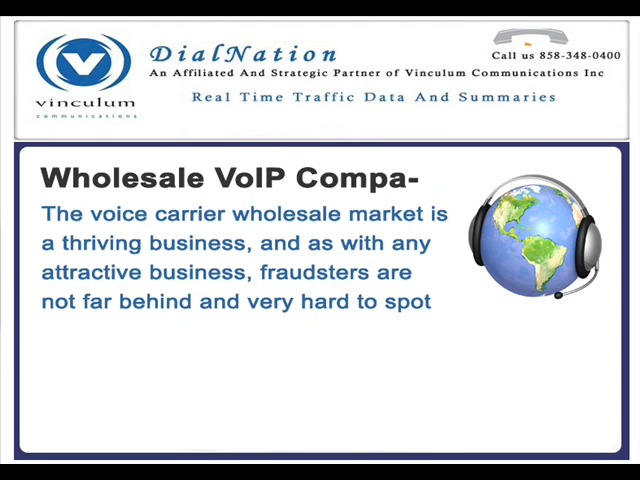 DialNation
Call us 858-348-0400
An Affiliated And Strategic Partner of Vinculum Communications Inc
vinculum
communications
Real Time Traffic Data And Summaries
Wholesale VoIP Compa-
The voice carrier wholesale market is
a thriving business, and as with any
attractive business, fraudsters are
not far behind and very hard to spot